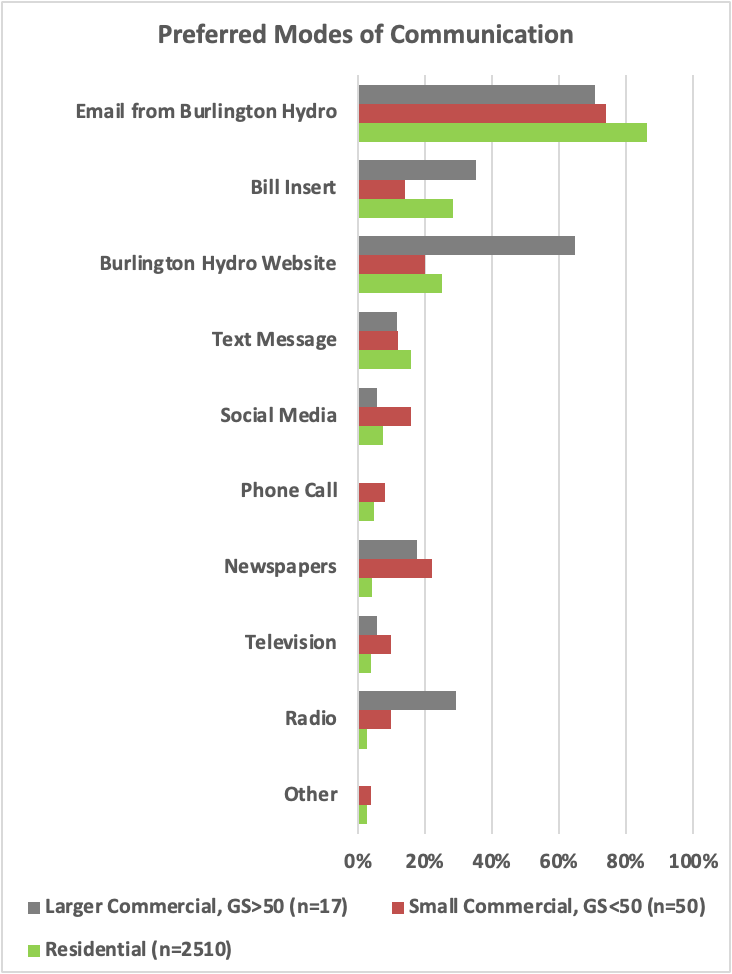 Preferred Modes of Communication
Email from Burlington Hydro
Bill Insert
Burlington Hydro Website
Text Message
Social Media
Phone Call
Newspapers
Television
Radio
Other
0% 20% 40% 60% 80% 100%
Larger Commercial, GS>50 (n=17) Small Commercial, GS<50 (n=50)
Residential (n=2510)